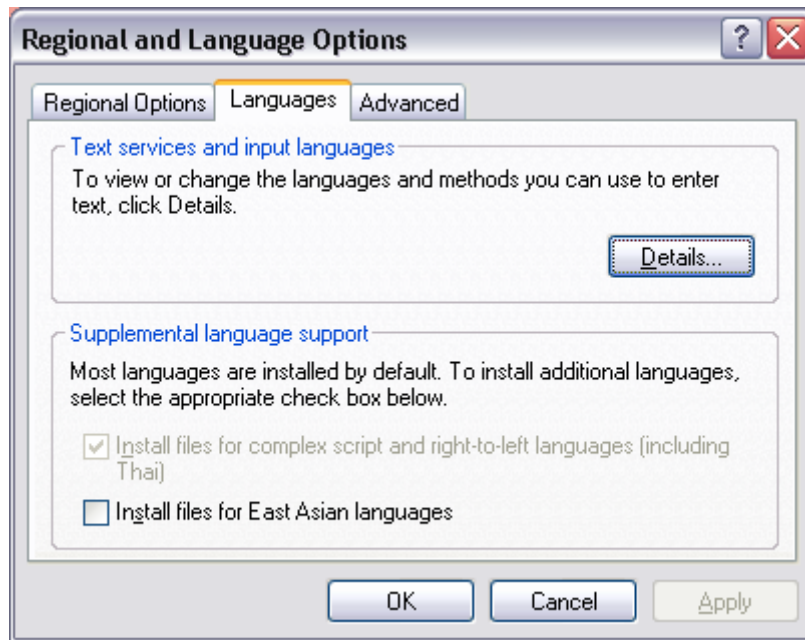 Regional and Language Options
Regional Options Languages Advanced
Text services and input languages
To view or change the languages and methods you can use to enter
text, click Details.
Details...
Supplemental language support
Most languages are installed by default. To install additional languages,
select the appropriate check box below.
Install files for complex script and right-to-left languages (including
Thai)
Install files for East Asian languages
OK Cancel Apply